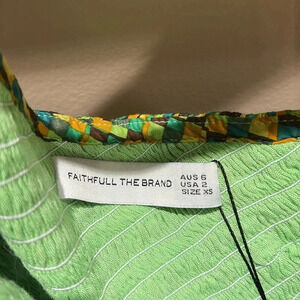 FAITHFULL THE BRAND
AUS 6
USA 2
SIZE XS